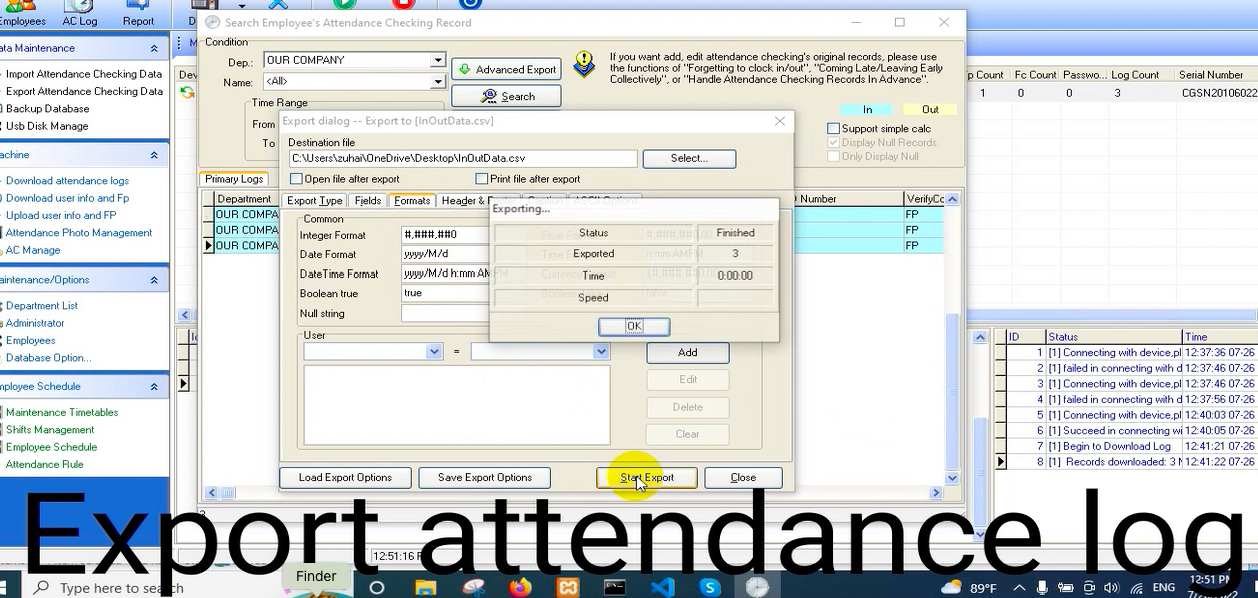 Employees AC Log Report
Search Employee's Attendance Checking Record
Data Maintenance
Import Attendance Checking Data
Export Attendance Checking Data
Backup Database
Usb Disk Manage
Machine
Download attendance logs
Download user info and Fp
Upload user info and FP
Attendance Photo Management
AC Manage
Maintenance/Options
Department List
Administrator
Employees
Database Option...
Employee Schedule
Maintenance Timetables
Shifts Management
Employee Schedule
Attendance Rule
Condition
Dep.: OUR COMPANY
Name: <All>
Time Range
From
To
Advanced Export
Search
If you want add, edit attendance checking's original records, please use
the functions of "Forgetting to clock in/out", "Coming Late/Leaving Early
Collectively", or "Handle Attendance Checking Records In Advance".
In Out
Support simple calc
Display Null Records
Only Display Null
p Count Fc Count Passwo... Log Count Serial Number
1 0 0 3 CGSN20106022
Primary Logs
Department Number VerifyCo
OUR COMPA FP
OUR COMPA FP
OUR COMPA FP
Export dialog -- Export to [InOutData.csv]
Destination file
C:\Users\zuhai\OneDrive\Desktop\InOutData.csv
Select...
Open file after export Print file after export
Export Type Fields Formats Header &
Common
Integer Format #,###,##0
Date Format yyyy/M/d
DateTime Format yyyy/M/d h:mm AMPM
Boolean true true
Null string
User
=
Add
Edit
Delete
Clear
Load Export Options Save Export Options Start Export Close
Exporting...
Status Finished
Exported 3
Time 0:00:00
Speed
OK
ID Status Time
1 [1] Connecting with device,pl 12:37:36 07-26
2 [1] failed in connecting with d 12:37:46 07-26
3 [1] Connecting with device,pl 12:37:46 07-26
4 [1] failed in connecting with d 12:37:56 07-26
5 [1] Connecting with device,pl 12:40:03 07-26
6 [1] Succeed in connecting wi 12:40:05 07-26
7 [1] Begin to Download Log 12:41:21 07-26
8 [1] Records downloaded: 3 N 12:41:22 07-26
Export attendance log
12:51:16 P
Finder
Type here to search
89°F
ENG
12:51 PM